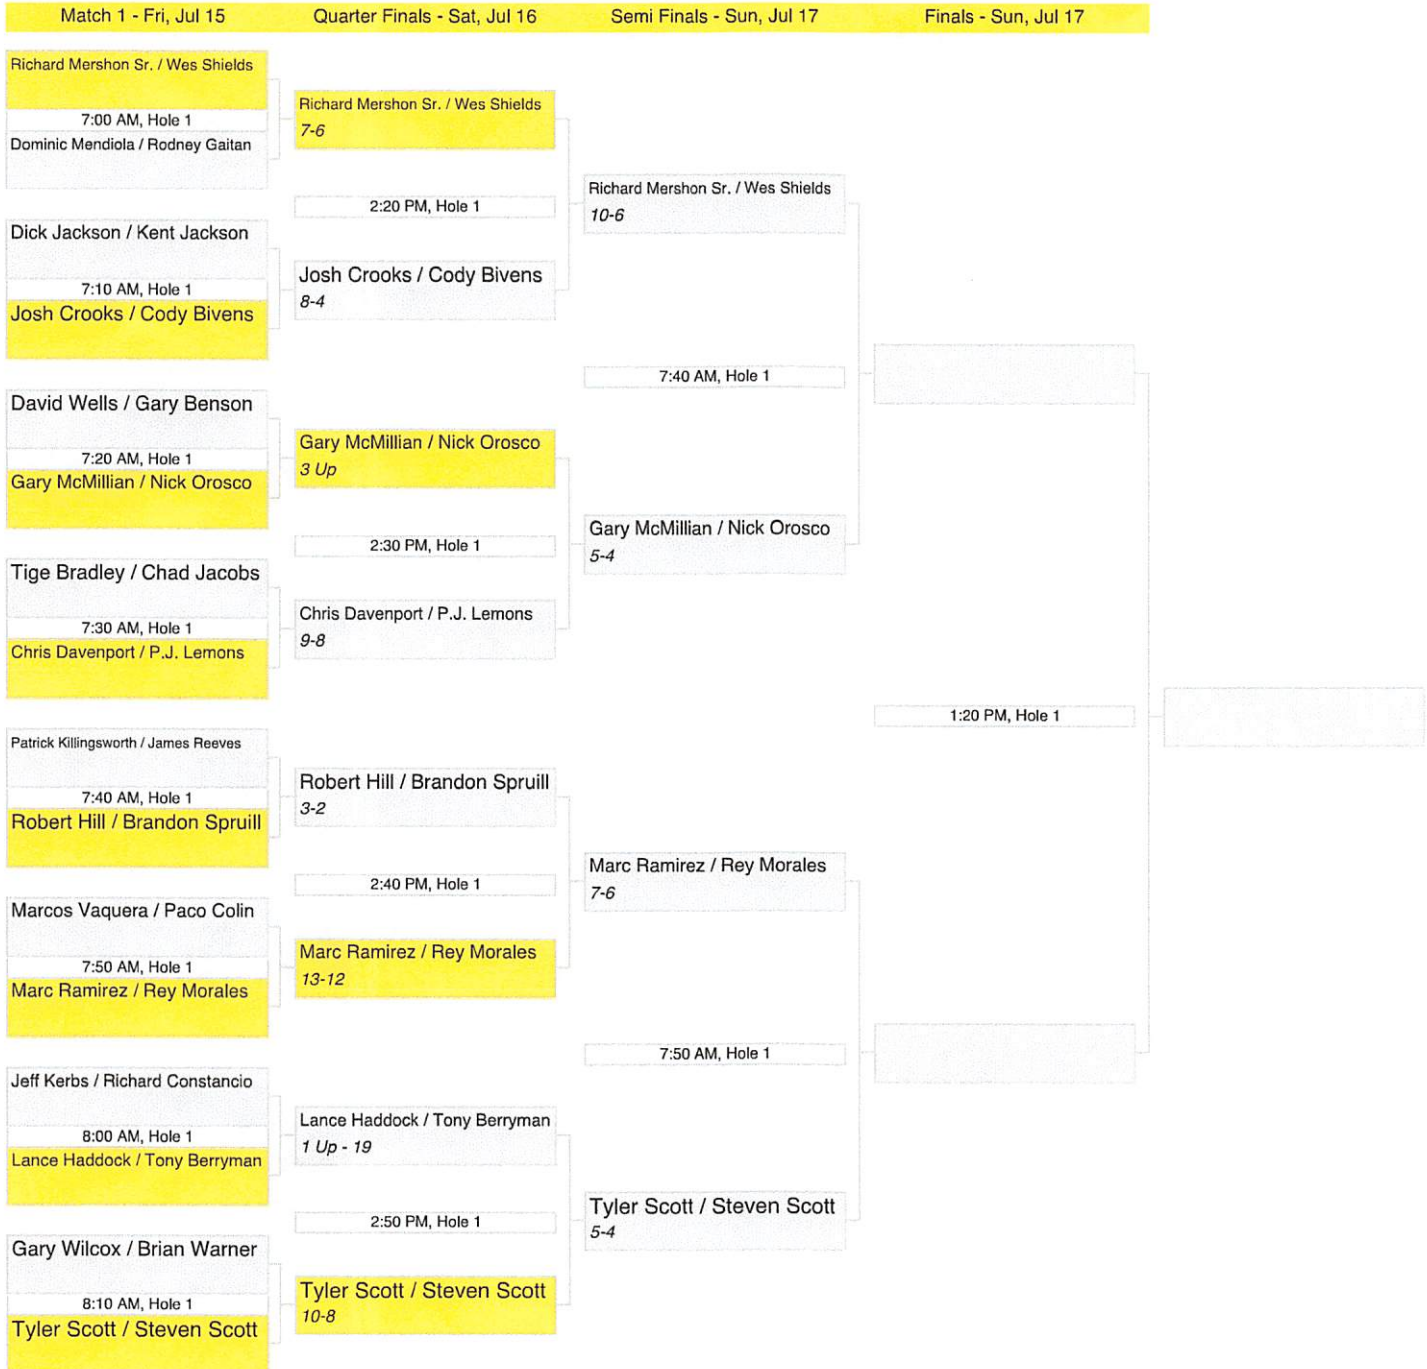 Match 1 - Fri, Jul 15
Quarter Finals - Sat, Jul 16
Semi Finals - Sun, Jul 17
Finals - Sun, Jul 17
Richard Mershon Sr. / Wes Shields
7:00 AM, Hole 1
Dominic Mendiola / Rodney Gaitan
Dick Jackson / Kent Jackson
7:10 AM, Hole 1
Josh Crooks / Cody Bivens
David Wells / Gary Benson
7:20 AM, Hole 1
Gary McMillian / Nick Orosco
Tige Bradley / Chad Jacobs
7:30 AM, Hole 1
Chris Davenport / P.J. Lemons
Patrick Killingsworth / James Reeves
7:40 AM, Hole 1
Robert Hill / Brandon Spruill
Marcos Vaquera / Paco Colin
7:50 AM, Hole 1
Marc Ramirez / Rey Morales
Jeff Kerbs / Richard Constancio
8:00 AM, Hole 1
Lance Haddock / Tony Berryman
Gary Wilcox / Brian Warner
8:10 AM, Hole 1
Tyler Scott / Steven Scott
Richard Mershon Sr. / Wes Shields
7-6
2:20 PM, Hole 1
Josh Crooks / Cody Bivens
8-4
Gary McMillian / Nick Orosco
3 Up
2:30 PM, Hole 1
Chris Davenport / P.J. Lemons
9-8
Robert Hill / Brandon Spruill
3-2
2:40 PM, Hole 1
Marc Ramirez / Rey Morales
13-12
Lance Haddock / Tony Berryman
1 Up - 19
2:50 PM, Hole 1
Tyler Scott / Steven Scott
10-8
Richard Mershon Sr. / Wes Shields
10-6
7:40 AM, Hole 1
Gary McMillian / Nick Orosco
5-4
Marc Ramirez / Rey Morales
7-6
7:50 AM, Hole 1
Tyler Scott / Steven Scott
5-4
1:20 PM, Hole 1